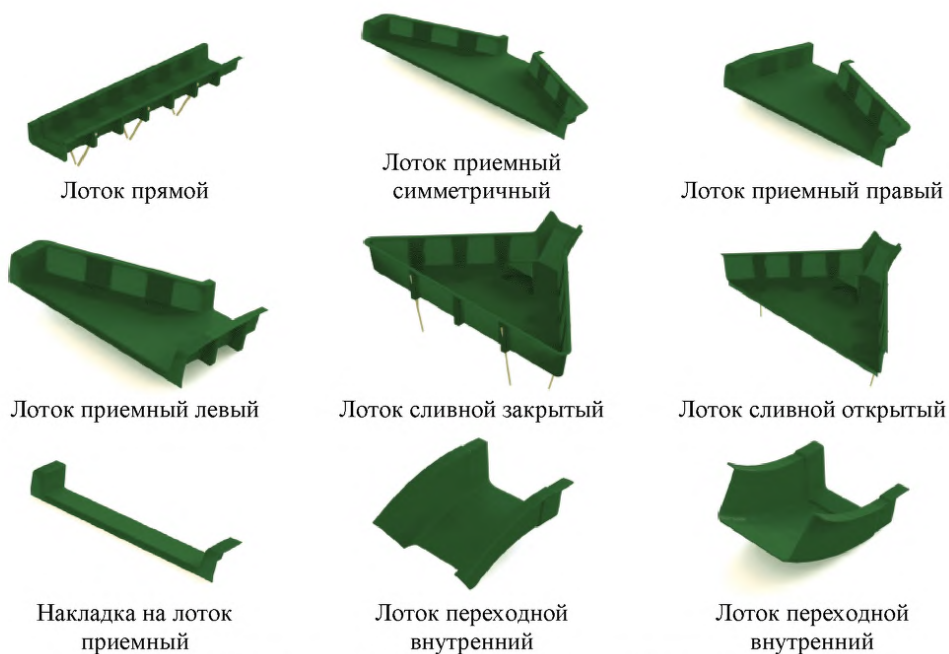 Лоток прямой
Лоток приемный
симметричный
Лоток приемный правый
Лоток приемный левый
Лоток сливной закрытый
Лоток сливной открытый
Накладка на лоток
приемный
Лоток переходной
внутренний
Лоток переходной
внутренний